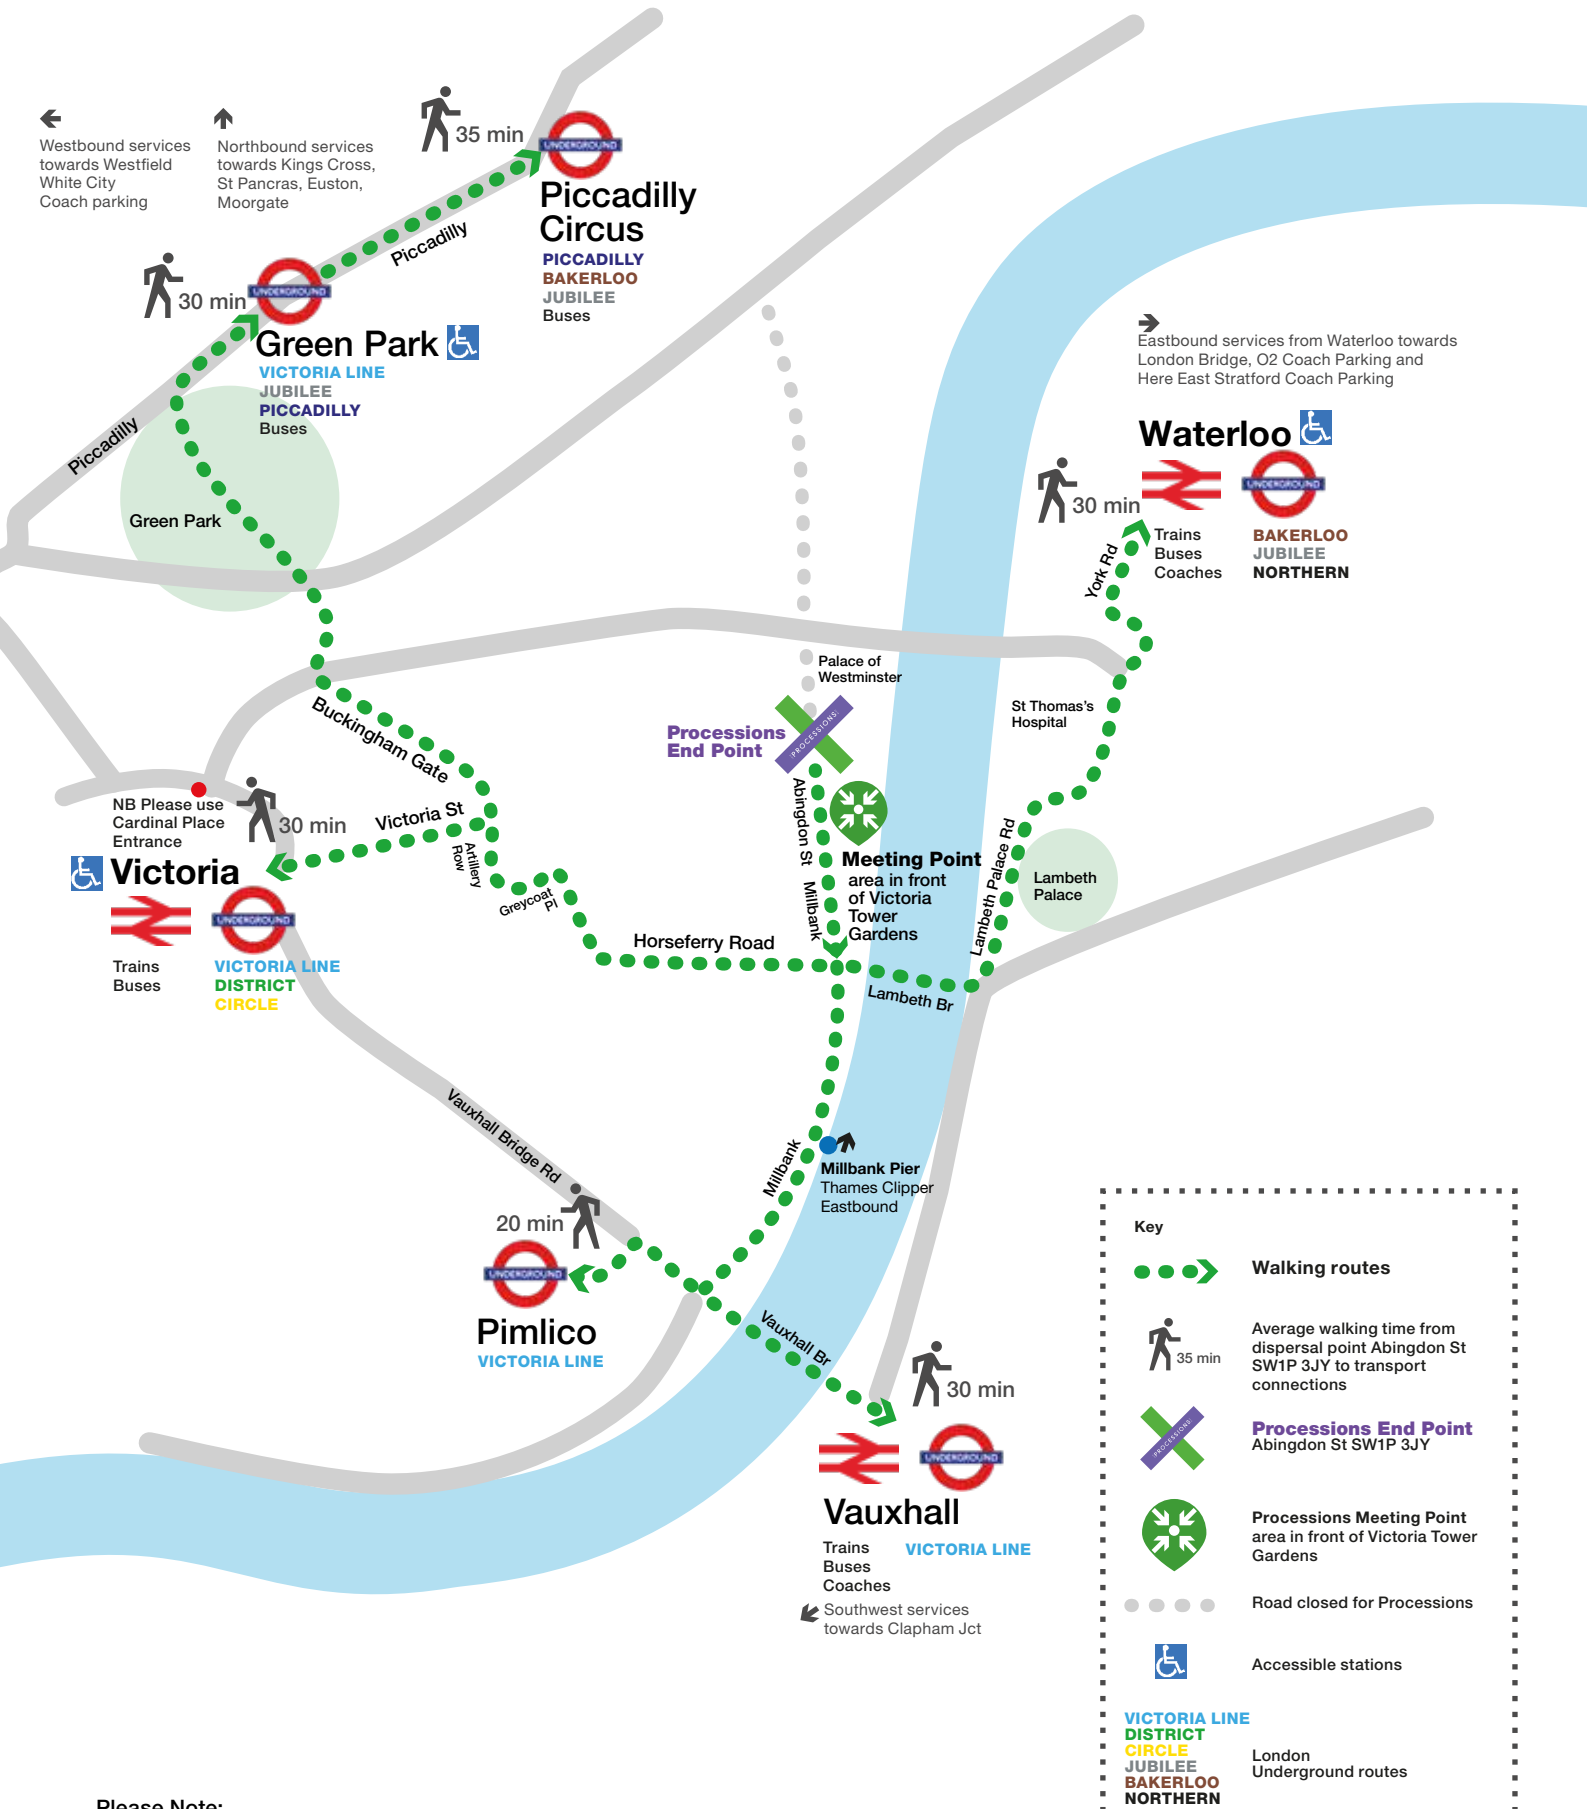 Westbound services
towards Westfield
White City
Coach parking
Northbound services
towards Kings Cross,
St Pancras, Euston,
Moorgate
35 min
UNDERGROUND
Piccadilly
Circus
PICCADILLY
BAKERLOO
JUBILEE
Buses
Piccadilly
30 min
UNDERGROUND
Green Park
VICTORIA LINE
JUBILEE
PICCADILLY
Buses
Piccadilly
Green Park
Eastbound services from Waterloo towards
London Bridge, O2 Coach Parking and
Here East Stratford Coach Parking
Waterloo
30 min
UNDERGROUND
Trains
Buses
Coaches
BAKERLOO
JUBILEE
NORTHERN
York Rd
Palace of
Westminster
St Thomas's
Hospital
Processions
End Point
PROCESSIONS
Buckingham Gate
NB Please use
Cardinal Place
Entrance
30 min
Victoria St
Artillery
Row
Greycoat
Pl
Victoria
UNDERGROUND
Trains
Buses
VICTORIA LINE
DISTRICT
CIRCLE
Abingdon St
Millbank
Meeting Point
area in front
of Victoria
Tower
Gardens
Lambeth Palace Rd
Lambeth
Palace
Horseferry Road
Lambeth Br
Vauxhall Bridge Rd
Millbank
Millbank Pier
Thames Clipper
Eastbound
20 min
UNDERGROUND
Pimlico
VICTORIA LINE
Vauxhall Br
30 min
UNDERGROUND
Vauxhall
Trains
Buses
Coaches
VICTORIA LINE
Southwest services
towards Clapham Jct
Key
Walking routes
35 min
Average walking time from
dispersal point Abingdon St
SW1P 3JY to transport
connections
PROCESSIONS
Processions End Point
Abingdon St SW1P 3JY
Processions Meeting Point
area in front of Victoria Tower
Gardens
Road closed for Processions
Accessible stations
VICTORIA LINE
DISTRICT
CIRCLE
JUBILEE
BAKERLOO
NORTHERN
London
Underground routes
Please Note: